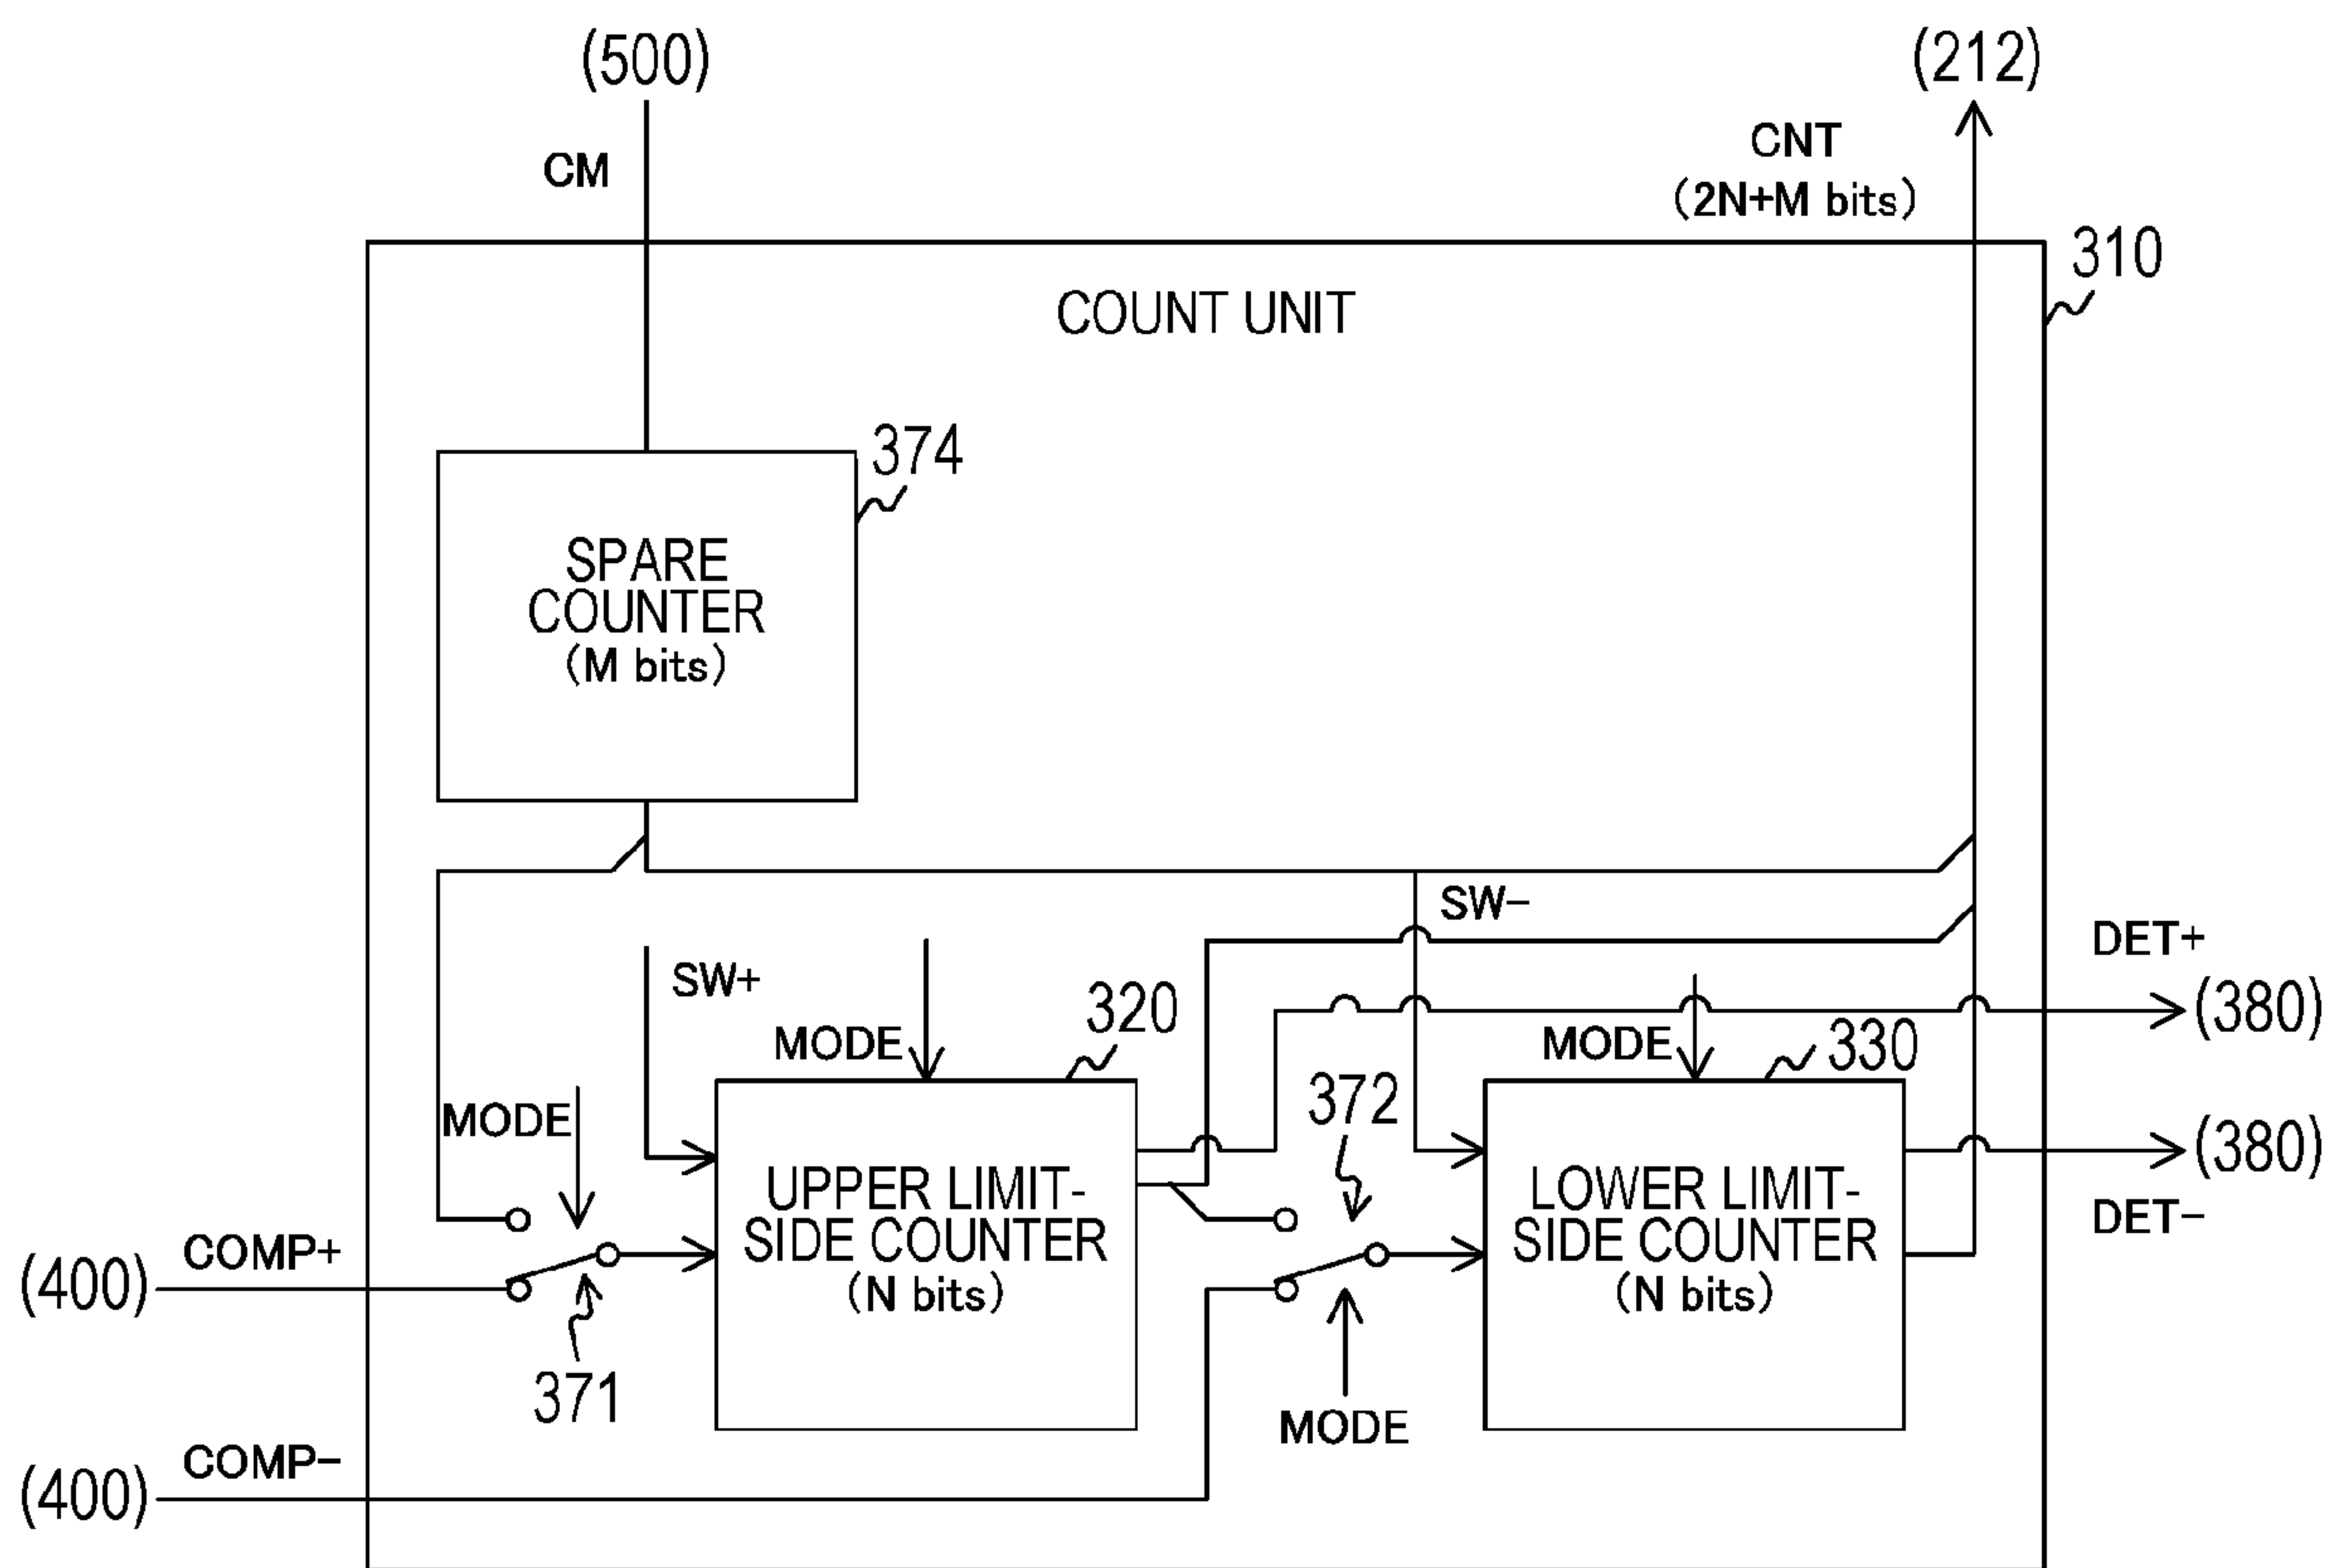 (500)
(212)
CM
CNT
(2N+M bits)
310
COUNT UNIT
374
SPARE
COUNTER
(M bits)
SW−
DET+
SW+
320
(380)
MODE
MODE
330
372
MODE
(380)
UPPER LIMIT-
SIDE COUNTER
(N bits)
LOWER LIMIT-
SIDE COUNTER
(N bits)
DET−
COMP+
(400)
371
MODE
COMP−
(400)